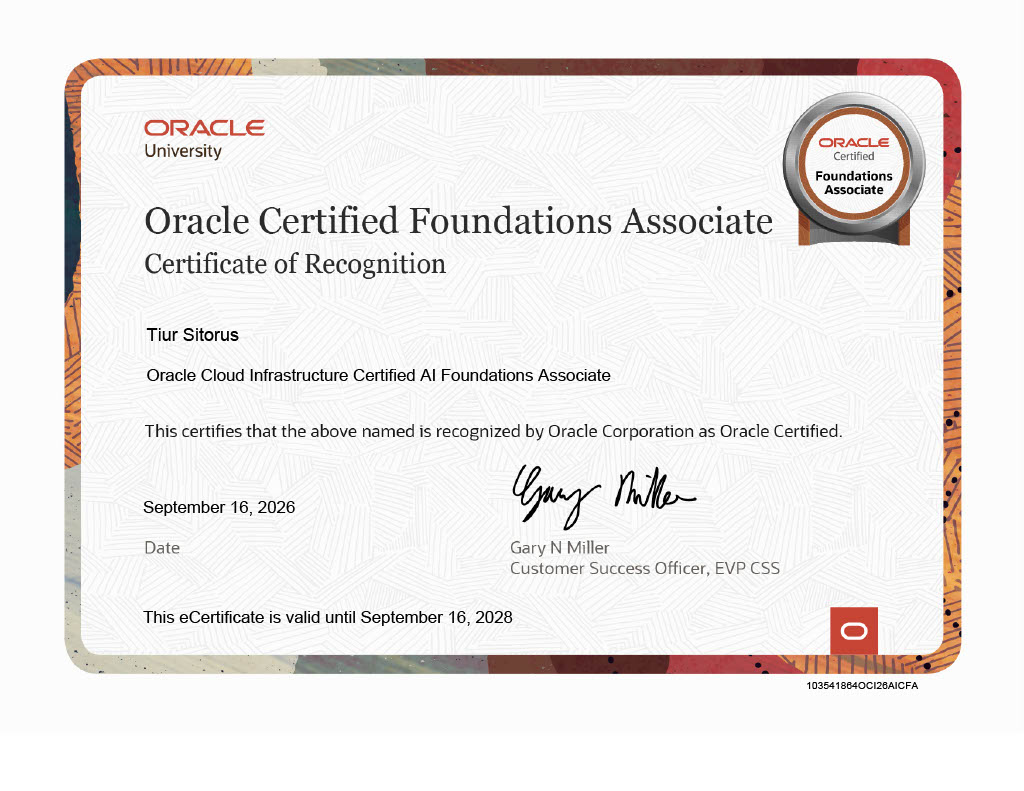 ORACLE
University
ORACLE
Certified
Foundations
Associate
Oracle Certified Foundations Associate
Certificate of Recognition
Tiur Sitorus
Oracle Cloud Infrastructure Certified AI Foundations Associate
This certifies that the above named is recognized by Oracle Corporation as Oracle Certified.
Gary Miller
September 16, 2026
Date
Gary N Miller
Customer Success Officer, EVP CSS
This eCertificate is valid until September 16, 2028
103541864OCI26AICFA